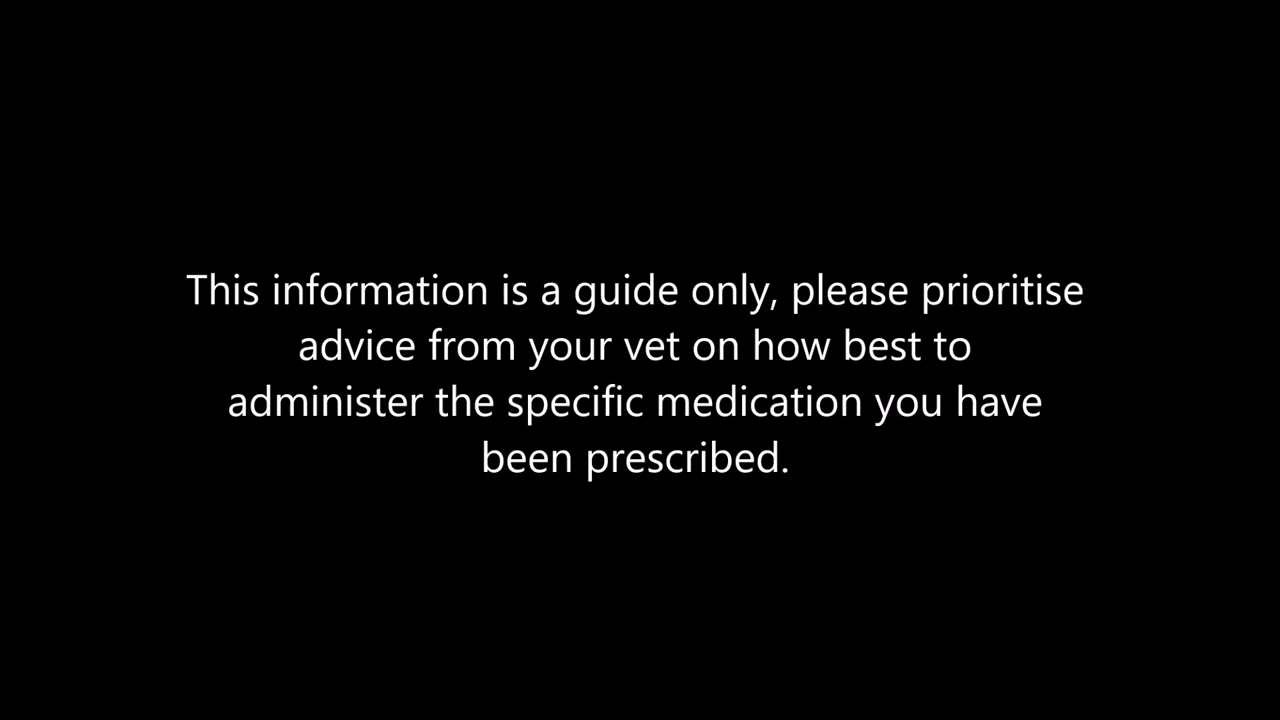 This information is a guide only, please prioritise
advice from your vet on how best to
administer the specific medication you have
been prescribed.